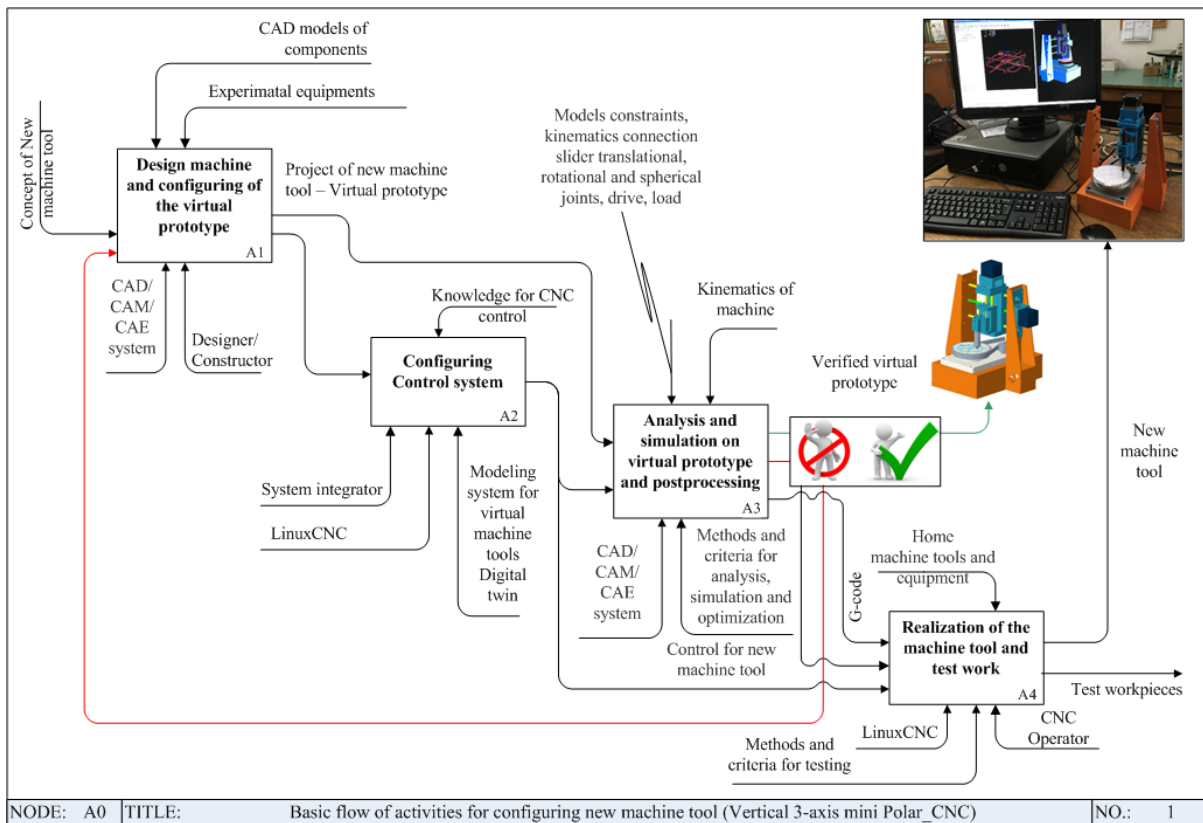 CAD models of
components
Experimatal equipments
Concept of New
machine tool
Design machine
and configuring of
the virtual
prototype
A1
Project of new machine
tool – Virtual prototype
Models constraints,
kinematics connection
slider translational,
rotational and spherical
joints, drive, load
CAD/
CAM/
CAE
system
Designer/
Constructor
Knowledge for CNC
control
Kinematics of
machine
Configuring
Control system
A2
Verified virtual
prototype
Analysis and
simulation on
virtual prototype
and postprocessing
A3
New
machine
tool
System integrator
LinuxCNC
Modeling
system for
virtual
machine
tools
Digital
twin
CAD/
CAM/
CAE
system
Methods and
criteria for
analysis,
simulation and
optimization
Control for new
machine tool
G-code
Home
machine tools and
equipment
Realization of the
machine tool and
test work
A4
Test workpieces
LinuxCNC
CNC
Operator
Methods and
criteria for testing
NODE: A0 TITLE: Basic flow of activities for configuring new machine tool (Vertical 3-axis mini Polar_CNC) NO.: 1